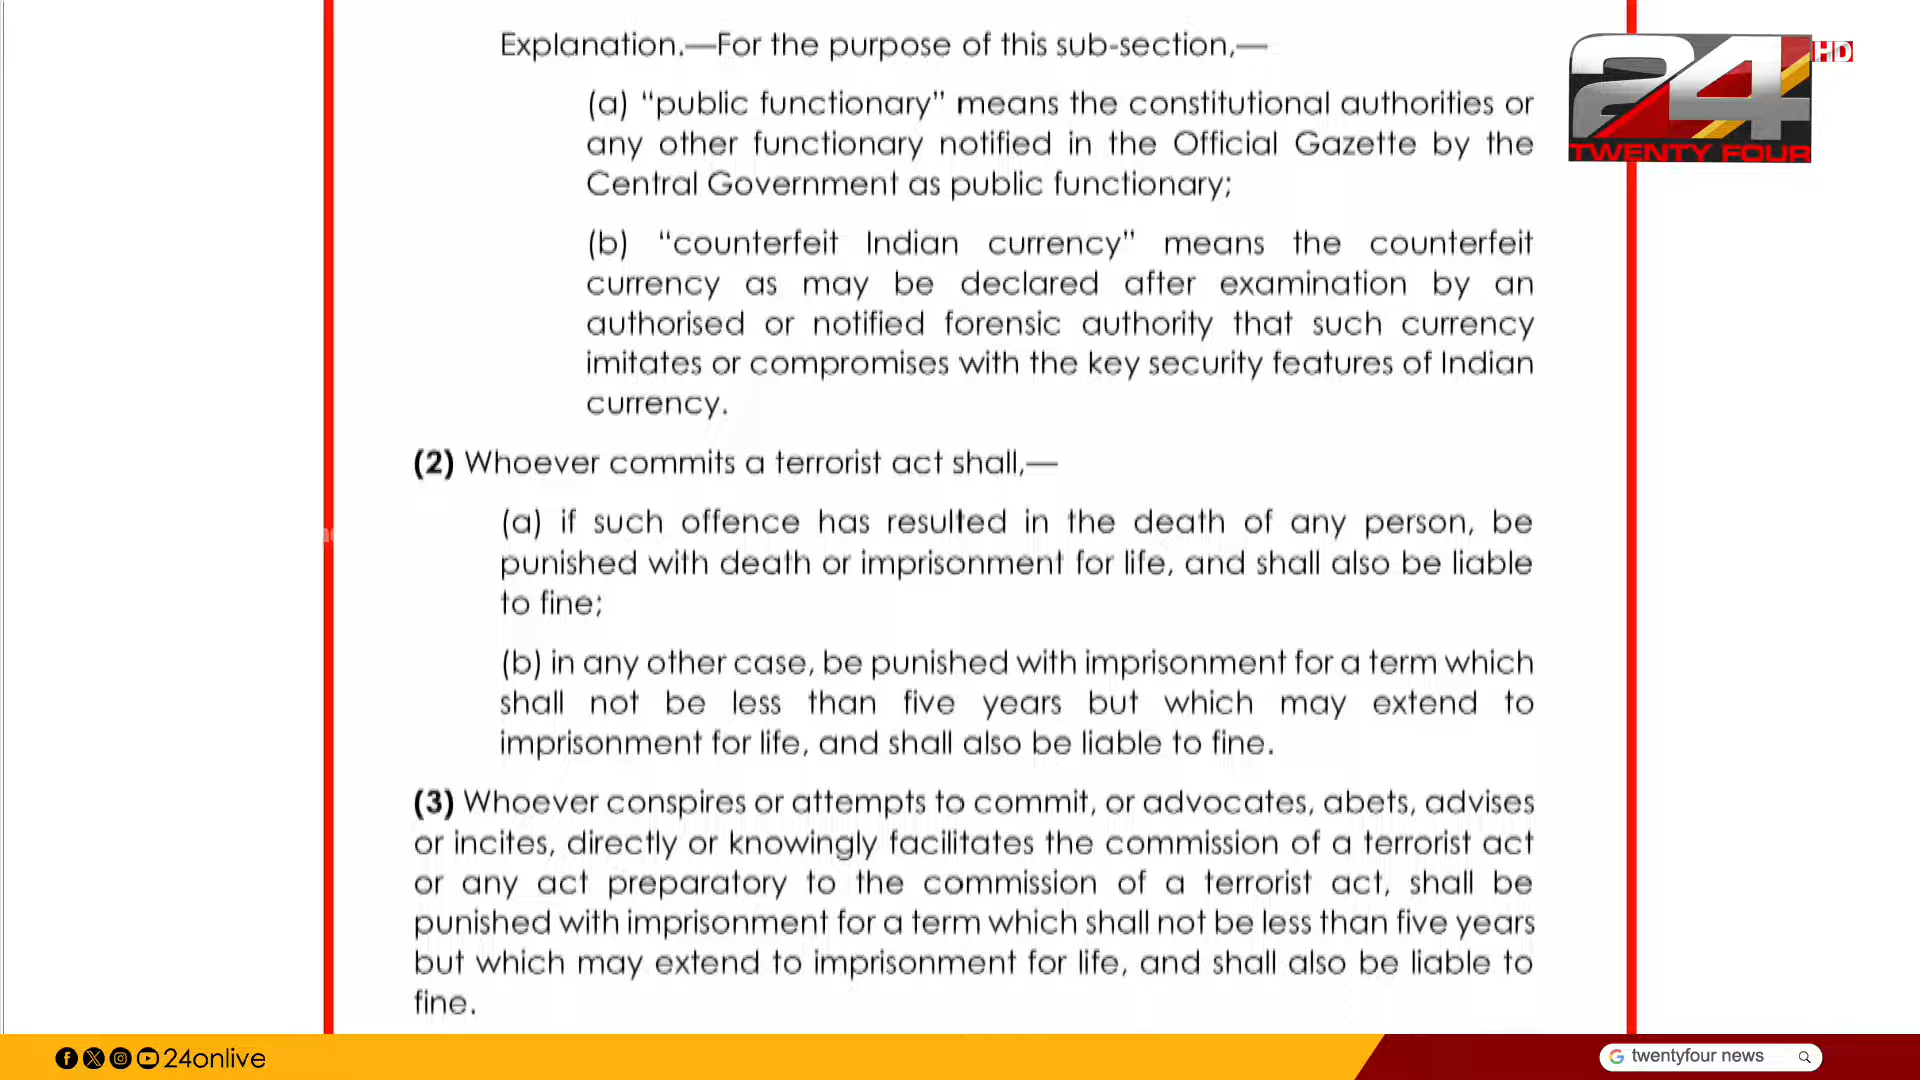 Explanation.—For the purpose of this sub-section,—
(a) “public functionary” means the constitutional authorities or
any other functionary notified in the Official Gazette by the
Central Government as public functionary;
(b) “counterfeit Indian currency” means the counterfeit
currency as may be declared after examination by an
authorised or notified forensic authority that such currency
imitates or compromises with the key security features of Indian
currency.
(2) Whoever commits a terrorist act shall,—
(a) if such offence has resulted in the death of any person, be
punished with death or imprisonment for life, and shall also be liable
to fine;
(b) in any other case, be punished with imprisonment for a term which
shall not be less than five years but which may extend to
imprisonment for life, and shall also be liable to fine.
(3) Whoever conspires or attempts to commit, or advocates, abets, advises
or incites, directly or knowingly facilitates the commission of a terrorist act
or any act preparatory to the commission of a terrorist act, shall be
punished with imprisonment for a term which shall not be less than five years
but which may extend to imprisonment for life, and shall also be liable to
fine.
24
HD
TWENTY FOUR
24onlive
twentyfour news